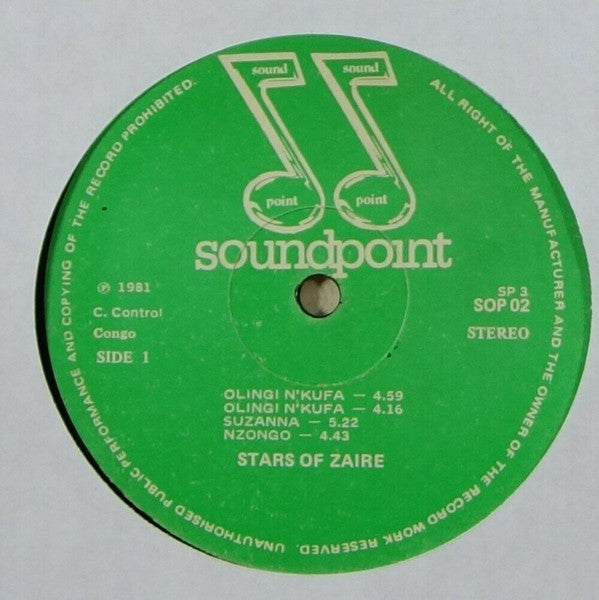 sound
sound
point
point
soundpoint
℗ 1981
C. Control
Congo
SIDE 1
SP 3
SOP 02
STEREO
OLINGI N'KUFA — 4.59
OLINGI N'KUFA — 4.16
SUZANNA — 5.22
NZONGO — 4.43
STARS OF ZAIRE
ALL RIGHT OF THE MANUFACTURER AND THE OWNER OF THE RECORD WORK RESERVED. UNAUTHORISED PUBLIC PERFORMANCE AND COPYING OF THE RECORD PROHIBITED.